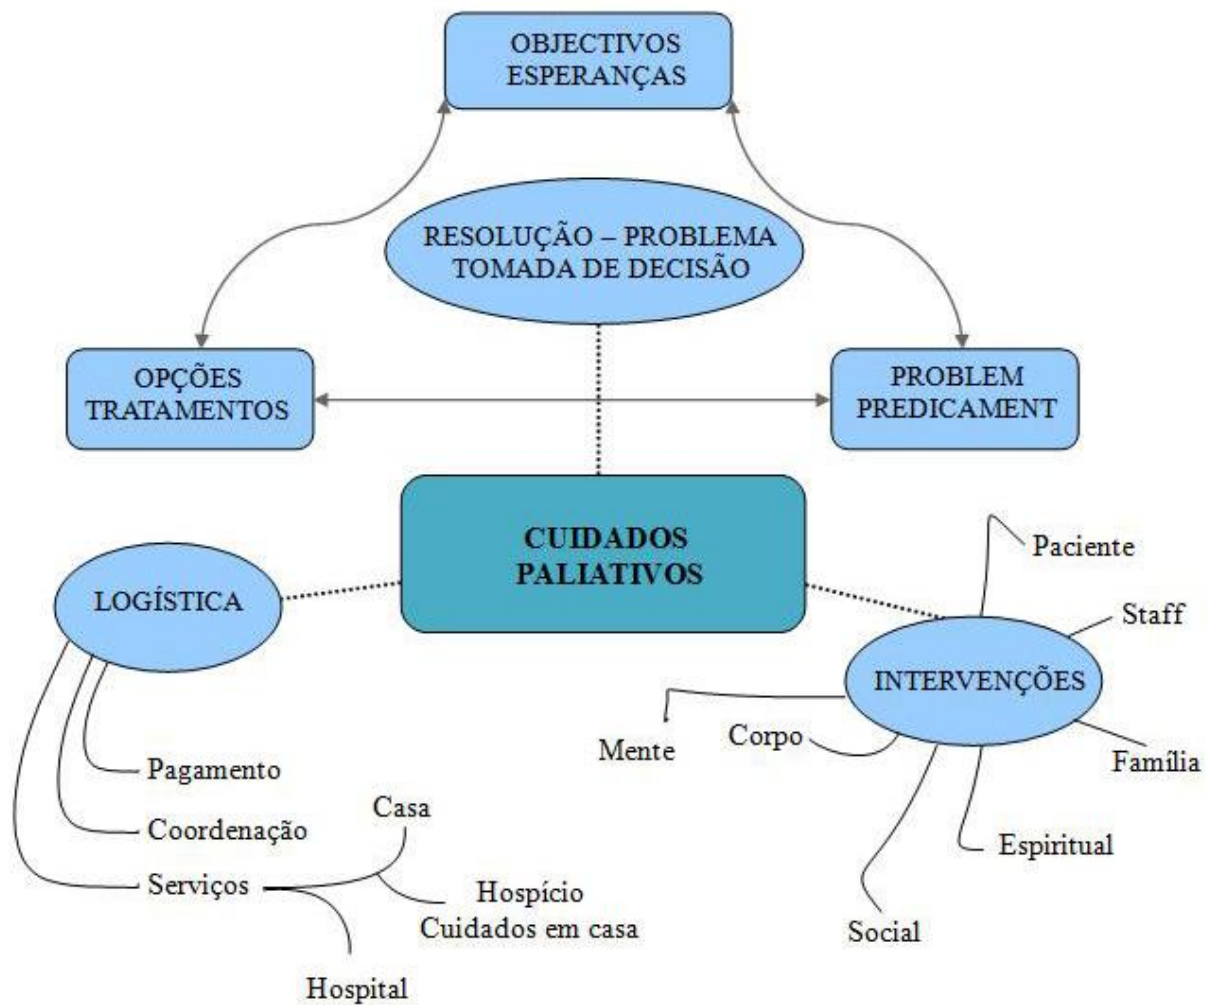 OBJECTIVOS
ESPERANÇAS
RESOLUÇÃO – PROBLEMA
TOMADA DE DECISÃO
OPÇÕES
TRATAMENTOS
PROBLEM
PREDICAMENT
CUIDADOS
PALIATIVOS
LOGÍSTICA
Pagamento
Coordenação
Serviços
Casa
Hospício
Cuidados em casa
Hospital
INTERVENÇÕES
Paciente
Staff
Família
Espiritual
Social
Corpo
Mente